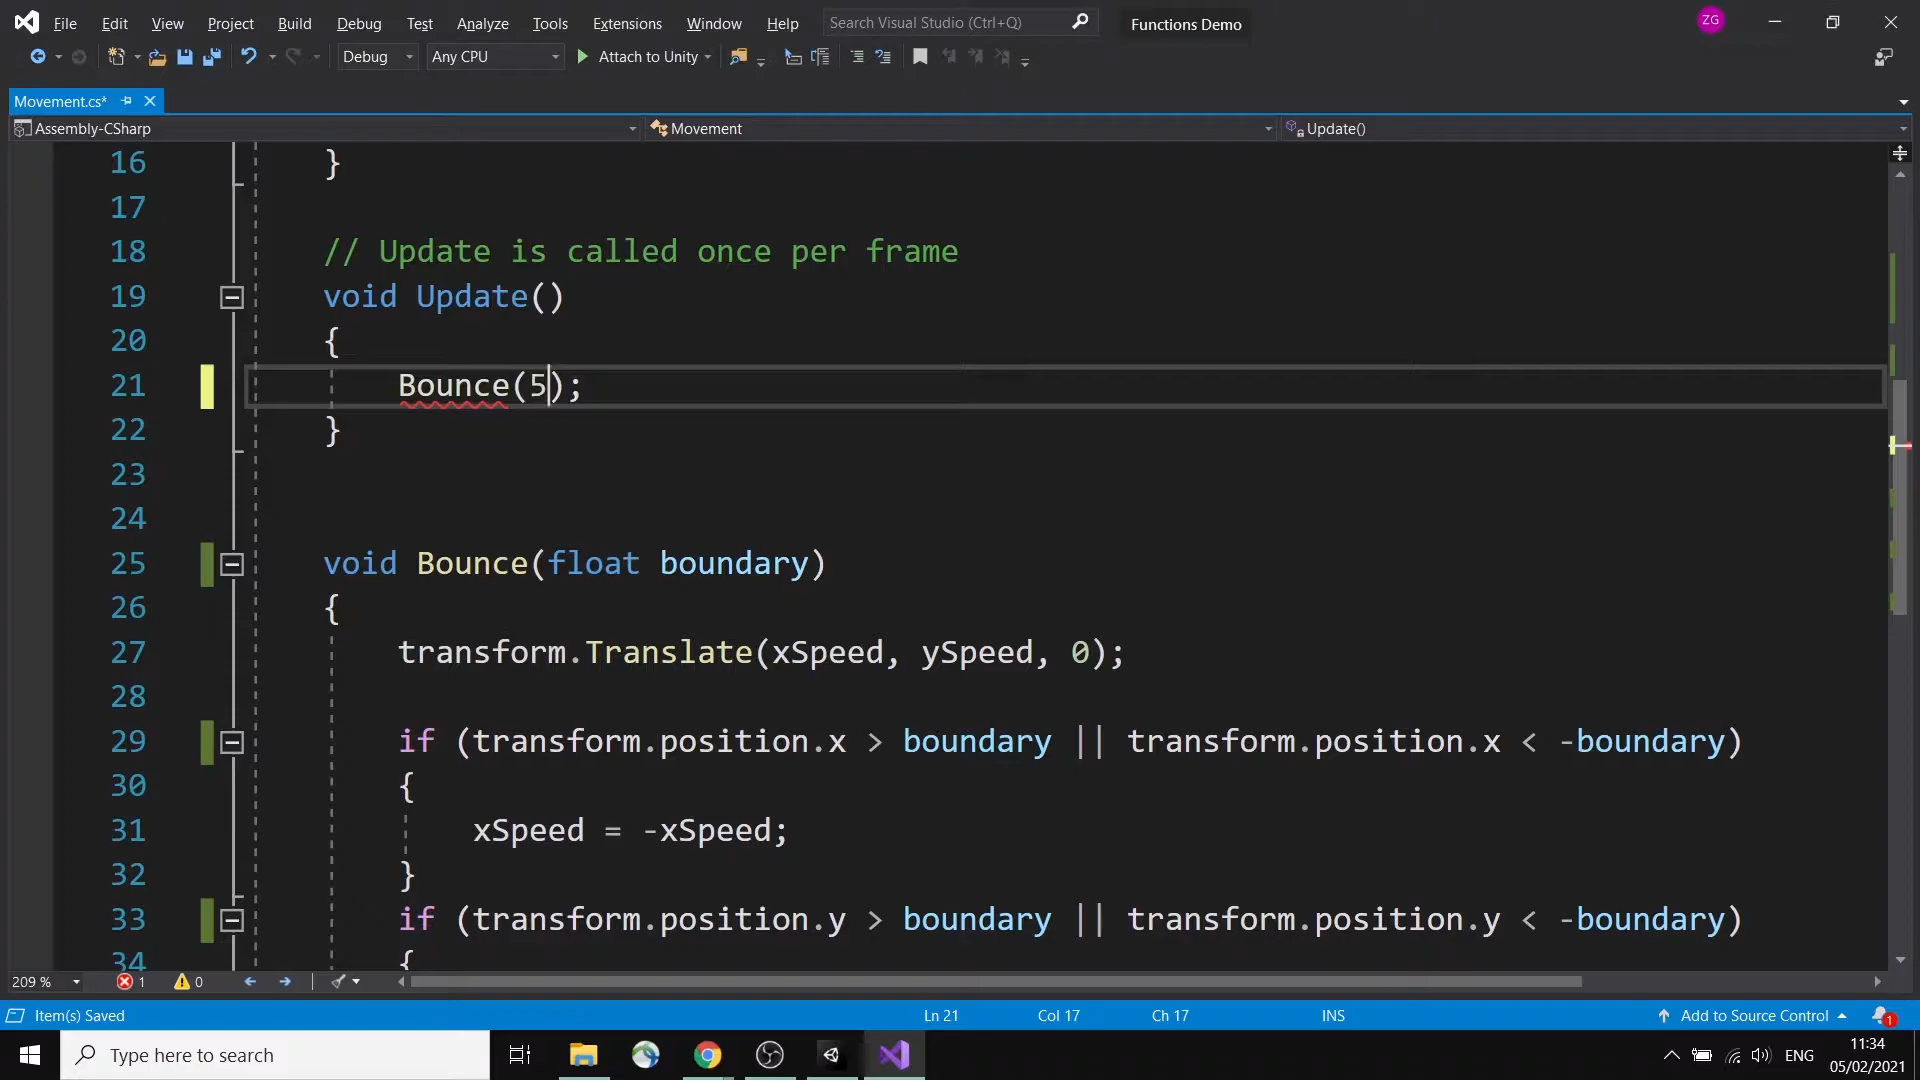 File Edit View Project Build Debug Test Analyze Tools Extensions Window Help Search Visual Studio (Ctrl+Q) Functions Demo ZG
Debug Any CPU Attach to Unity
Movement.cs*
Assembly-CSharp Movement Update()
16 }
17
18 // Update is called once per frame
19 void Update()
20 {
21 Bounce(5);
22 }
23
24
25 void Bounce(float boundary)
26 {
27 transform.Translate(xSpeed, ySpeed, 0);
28
29 if (transform.position.x > boundary || transform.position.x < -boundary)
30 {
31 xSpeed = -xSpeed;
32 }
33 if (transform.position.y > boundary || transform.position.y < -boundary)
34 {
209 % 1 0
Item(s) Saved Ln 21 Col 17 Ch 17 INS Add to Source Control 1
Type here to search ENG 11:34
05/02/2021